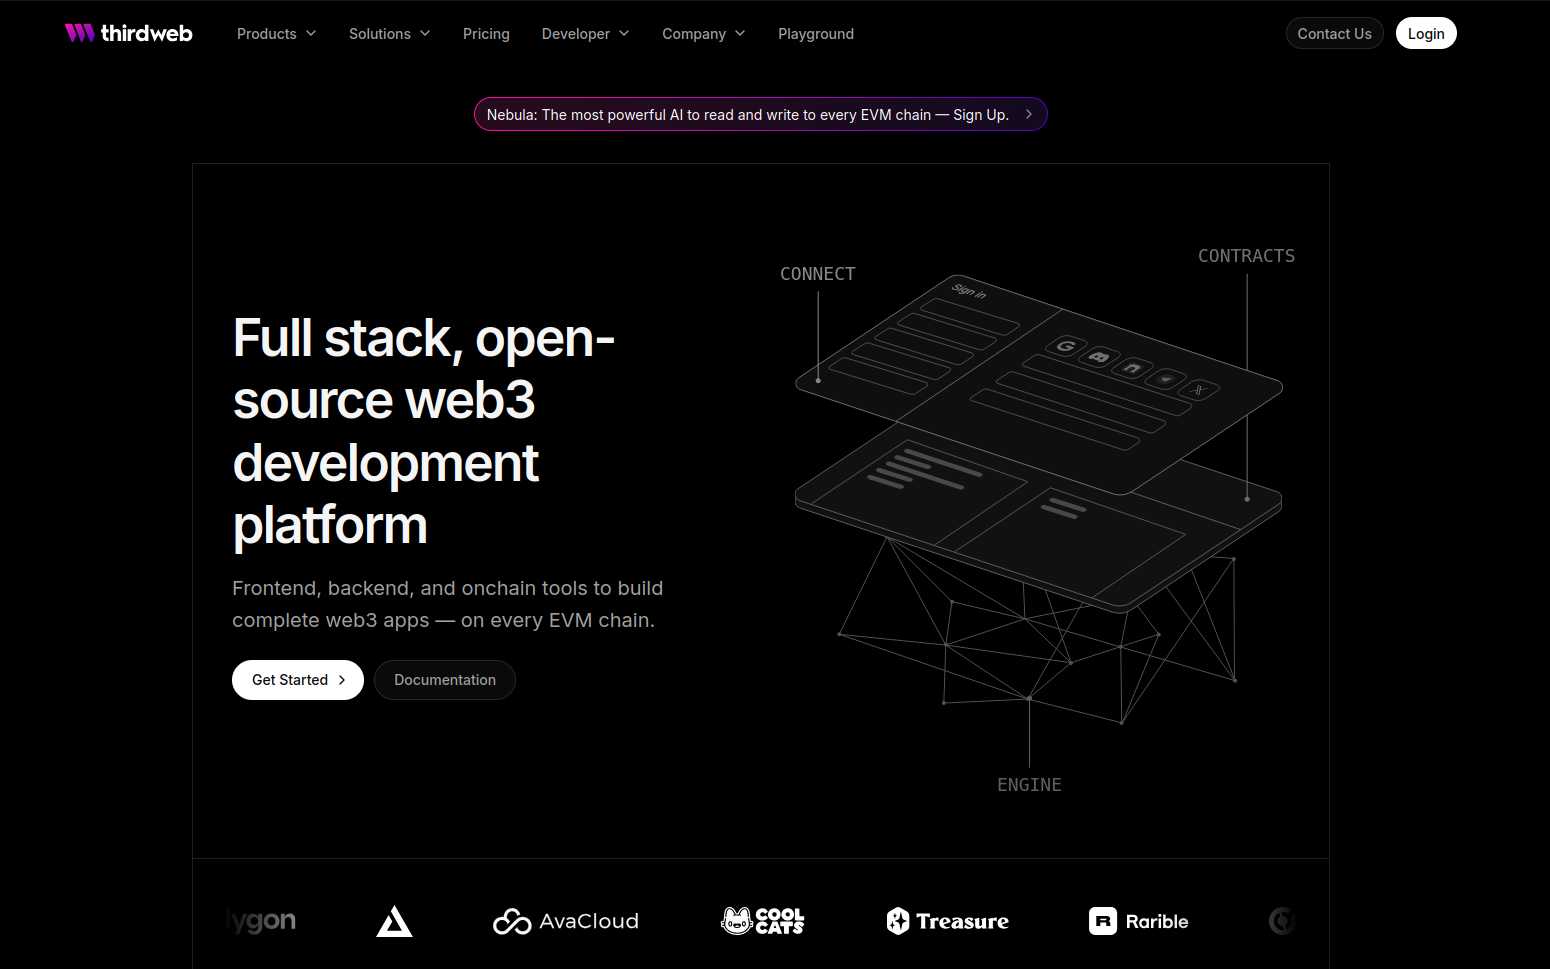 thirdweb
Products
Solutions
Pricing
Developer
Company
Playground
Contact Us
Login
Nebula: The most powerful AI to read and write to every EVM chain — Sign Up.
Full stack, open-
source web3
development
platform
Frontend, backend, and onchain tools to build
complete web3 apps — on every EVM chain.
Get Started
Documentation
CONNECT
CONTRACTS
Sign in
ENGINE
lygon
AvaCloud
COOL
CATS
Treasure
Rarible